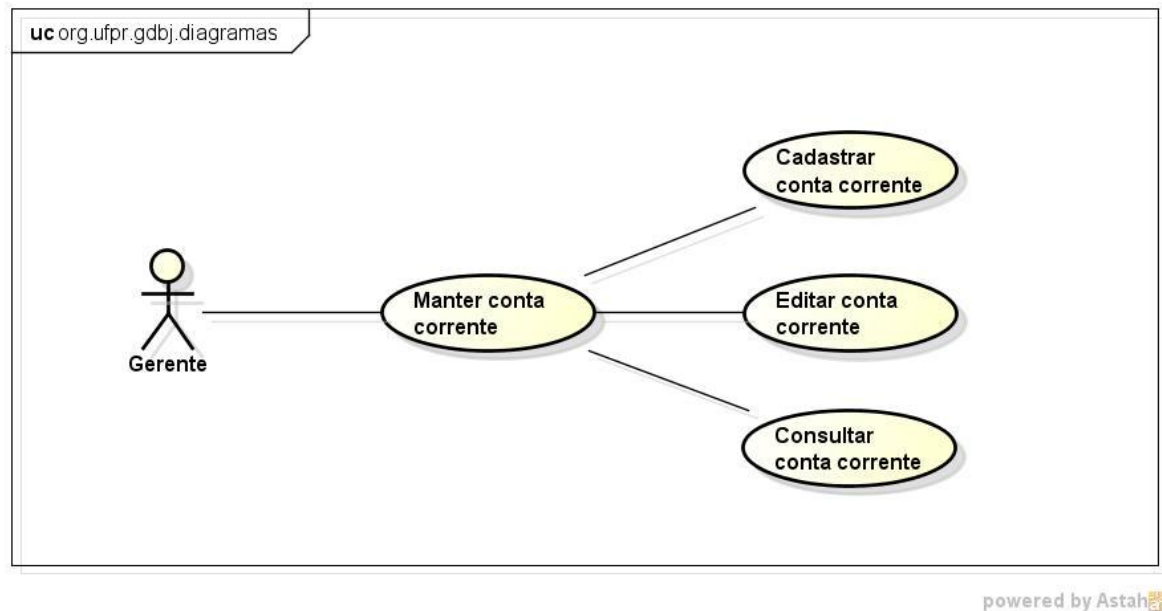 uc org.ufpr.gdbj.diagramas
Cadastrar
conta corrente
Manter conta
corrente
Editar conta
corrente
Gerente
Consultar
conta corrente
powered by Astah